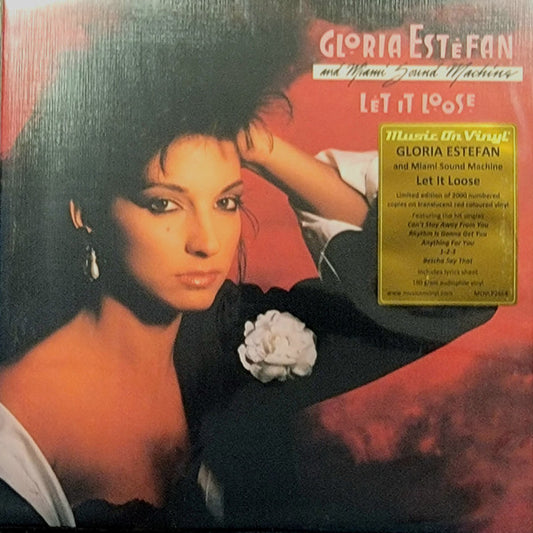 GLORIA ESTEFAN
and Miami Sound Machine
LET IT LOOSE
Music On Vinyl
GLORIA ESTEFAN
and Miami Sound Machine
Let It Loose
Limited edition of 2000 numbered
copies on translucent red coloured vinyl
Featuring the hit singles
Can't Stay Away From You
Rhythm Is Gonna Get You
Anything For You
1-2-3
Betcha Say That
Includes lyrics sheet
180 gram audiophile vinyl
www.musiconvinyl.com